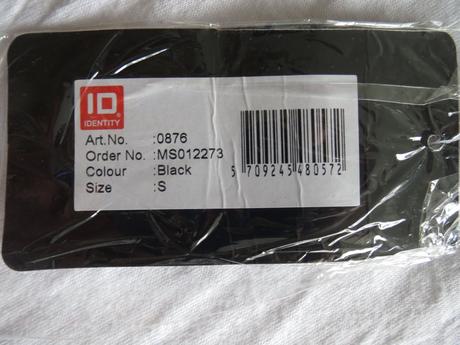 ID
IDENTITY
Art.No. :0876
Order No. :MS012273
Colour :Black
Size :S
5 709245 480572